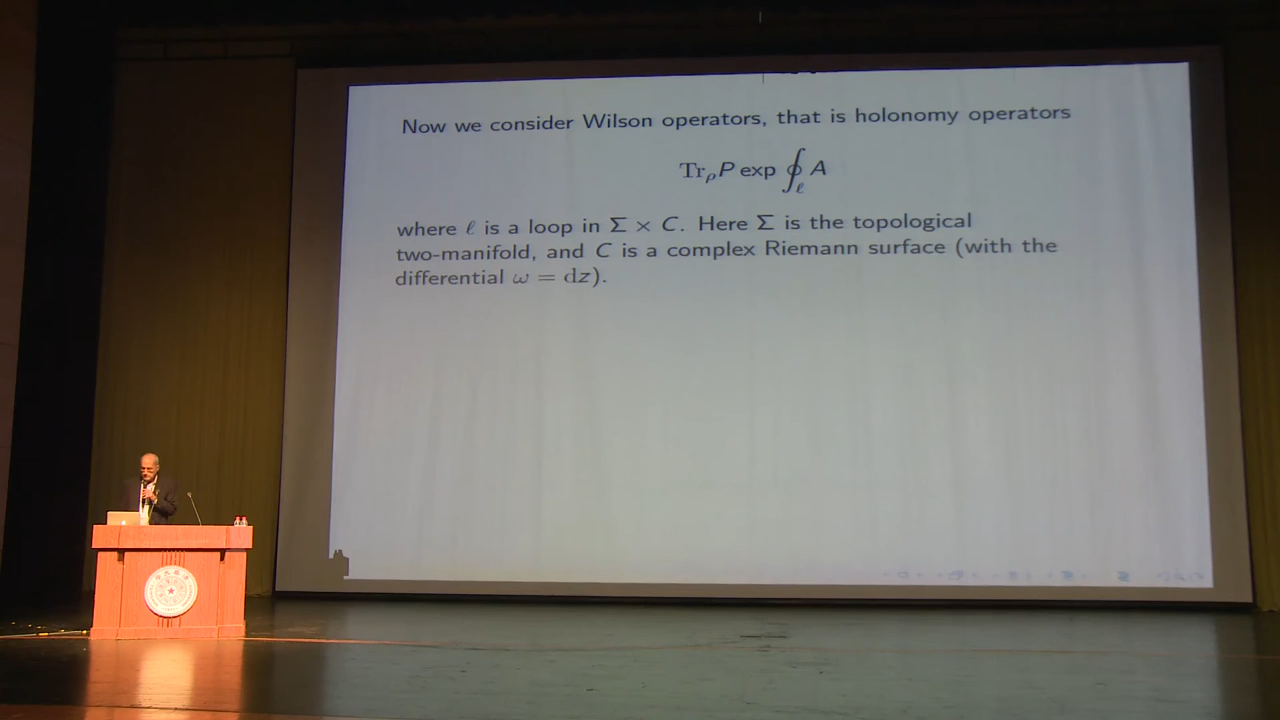 Now we consider Wilson operators, that is holonomy operators
Tr_ρ P exp ∮_ℓ A
where ℓ is a loop in Σ × C. Here Σ is the topological
two-manifold, and C is a complex Riemann surface (with the
differential ω = dz).